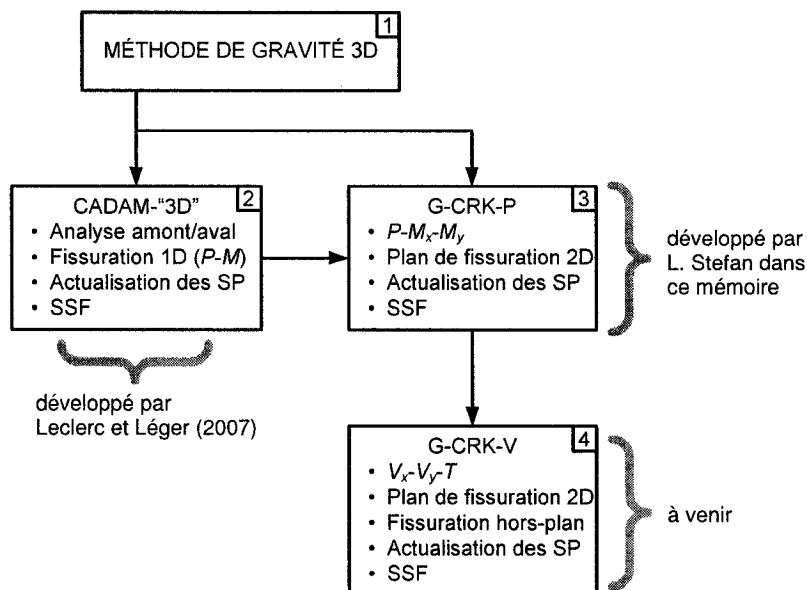 1
MÉTHODE DE GRAVITÉ 3D
CADAM-“3D”
2
• Analyse amont/aval
• Fissuration 1D (P-M)
• Actualisation des SP
• SSF
développé par
Leclerc et Léger (2007)
G-CRK-P
3
• P-Mx-My
• Plan de fissuration 2D
• Actualisation des SP
• SSF
développé par
L. Stefan dans
ce mémoire
G-CRK-V
4
• Vx-Vy-T
• Plan de fissuration 2D
• Fissuration hors-plan
• Actualisation des SP
• SSF
à venir